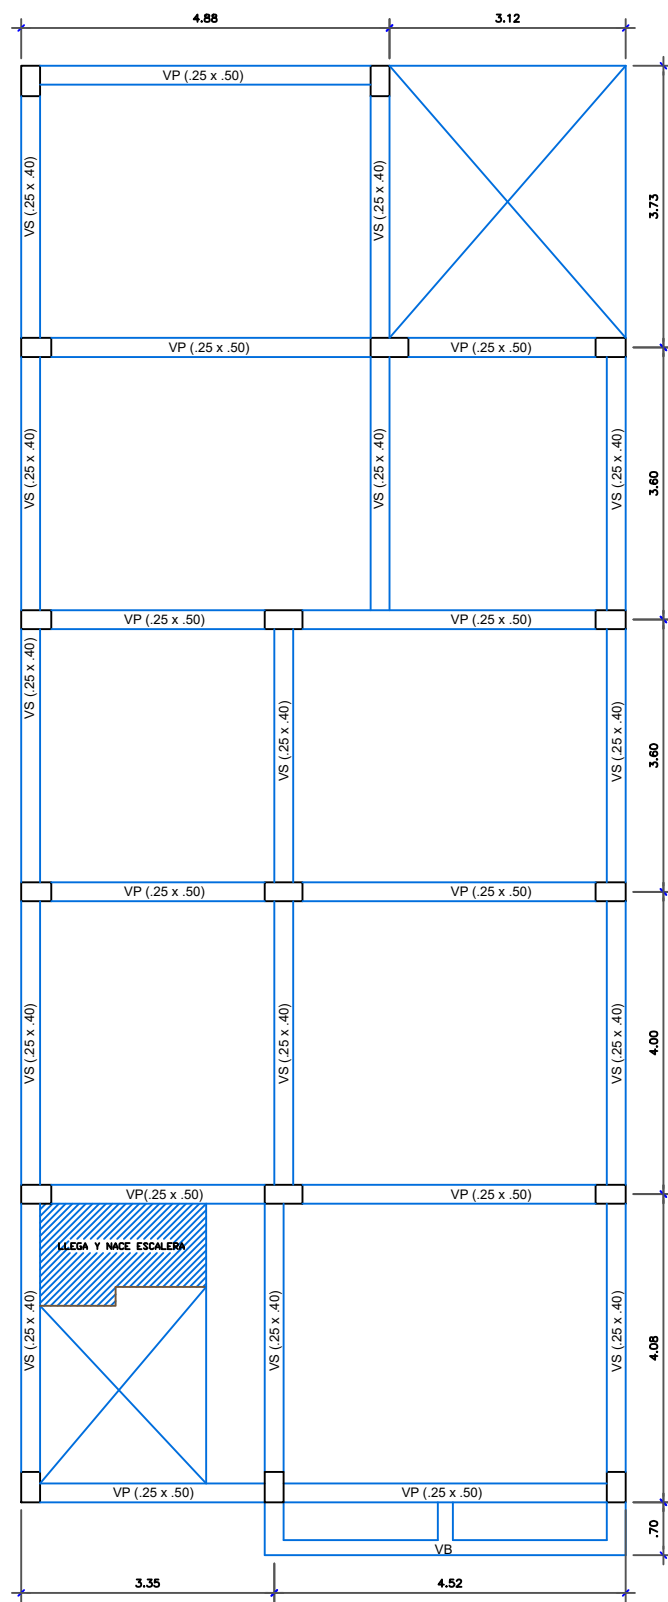 4.88 3.12
VP (.25 x .50)
VS (.25 x .40) VS (.25 x .40) 3.73
VP (.25 x .50) VP (.25 x .50)
VS (.25 x .40) VS (.25 x .40) VS (.25 x .40) 3.60
VP (.25 x .50) VP (.25 x .50)
VS (.25 x .40) VS (.25 x .40) VS (.25 x .40) 3.60
VP (.25 x .50) VP (.25 x .50)
VS (.25 x .40) VS (.25 x .40) VS (.25 x .40) 4.00
VP(.25 x .50) VP (.25 x .50)
LLEGA Y NACE ESCALERA
VS (.25 x .40) VS (.25 x .40) VS (.25 x .40) 4.08
VP (.25 x .50) VP (.25 x .50)
.70
VB
3.35 4.52